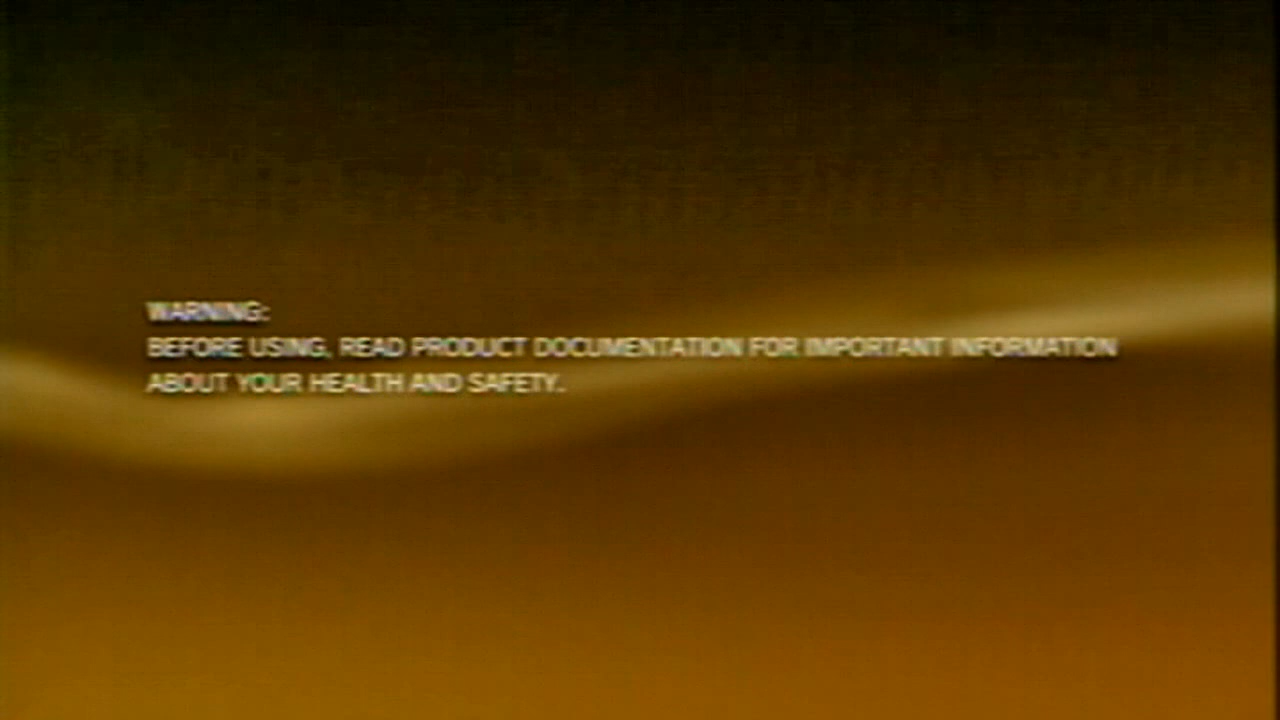 WARNING:
BEFORE USING, READ PRODUCT DOCUMENTATION FOR IMPORTANT INFORMATION
ABOUT YOUR HEALTH AND SAFETY.